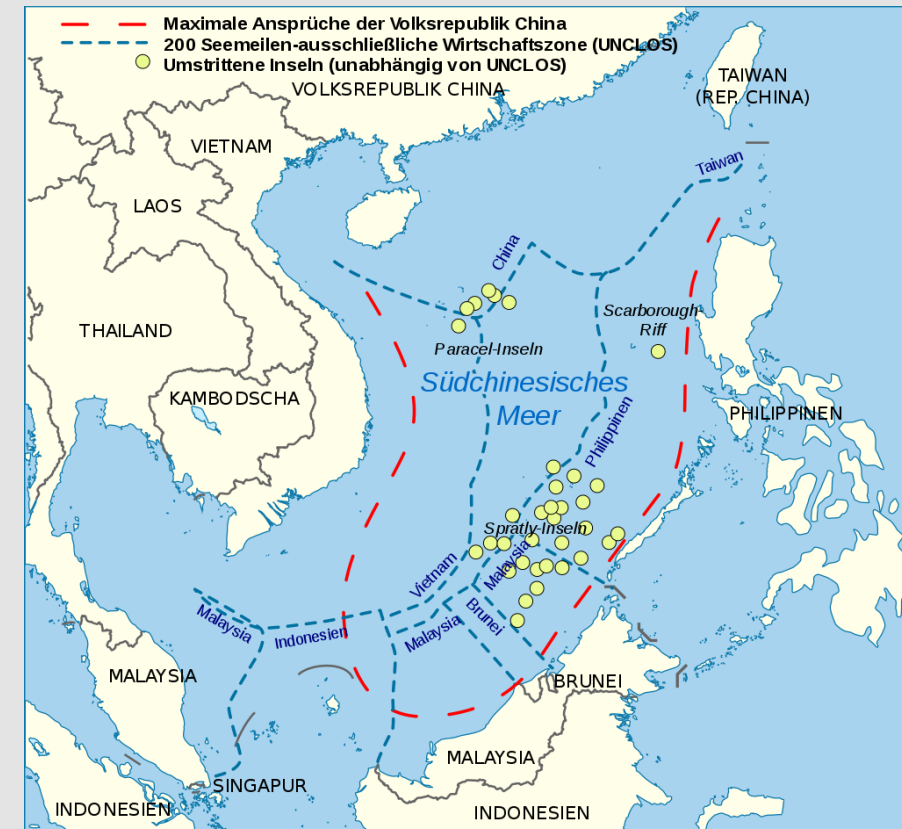 Maximale Ansprüche der Volksrepublik China
200 Seemeilen-ausschließliche Wirtschaftszone (UNCLOS)
Umstrittene Inseln (unabhängig von UNCLOS)
VOLKSREPUBLIK CHINA
TAIWAN
(REP. CHINA)
VIETNAM
Taiwan
LAOS
China
Scarborough-
Riff
THAILAND
Paracel-Inseln
Südchinesisches
Meer
KAMBODSCHA
PHILIPPINEN
Philippinen
Spratly-Inseln
Vietnam
Malaysia
Malaysia
Indonesien
Malaysia
Brunei
MALAYSIA
BRUNEI
MALAYSIA
SINGAPUR
INDONESIEN
INDONESIEN